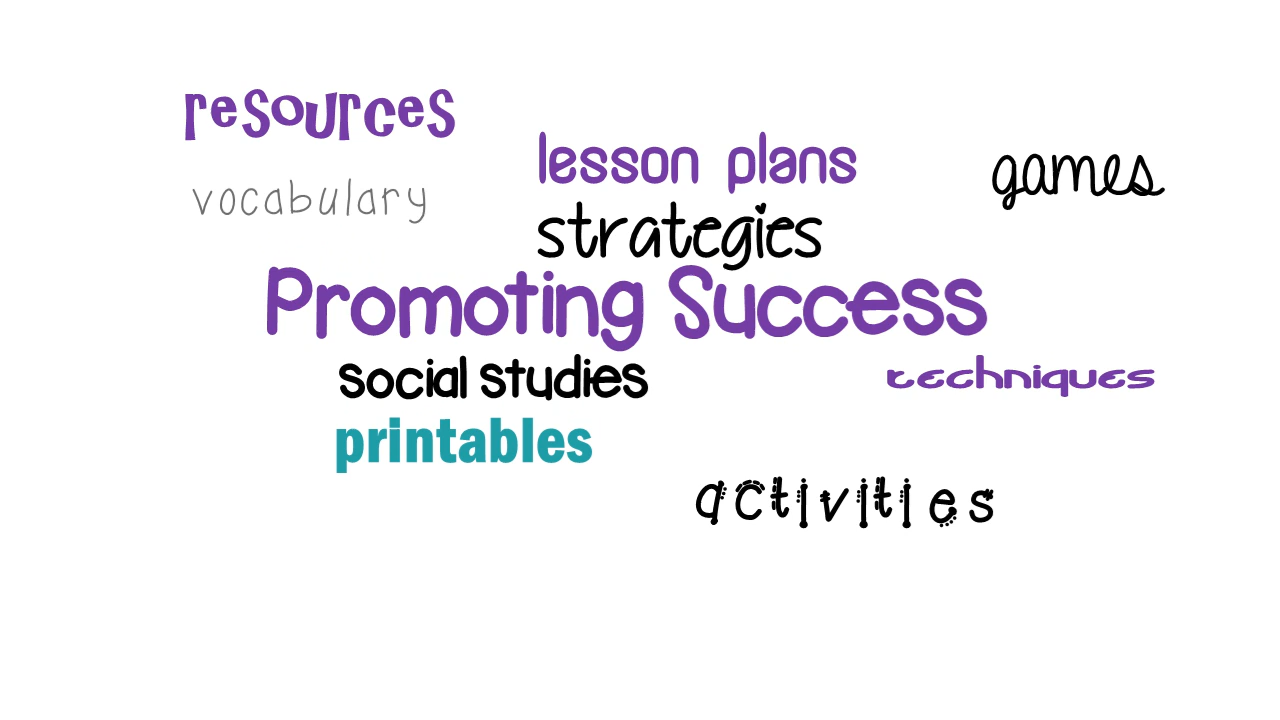 resources
lesson plans
games
vocabulary
strategies
Promoting Success
social studies
techniques
printables
activities